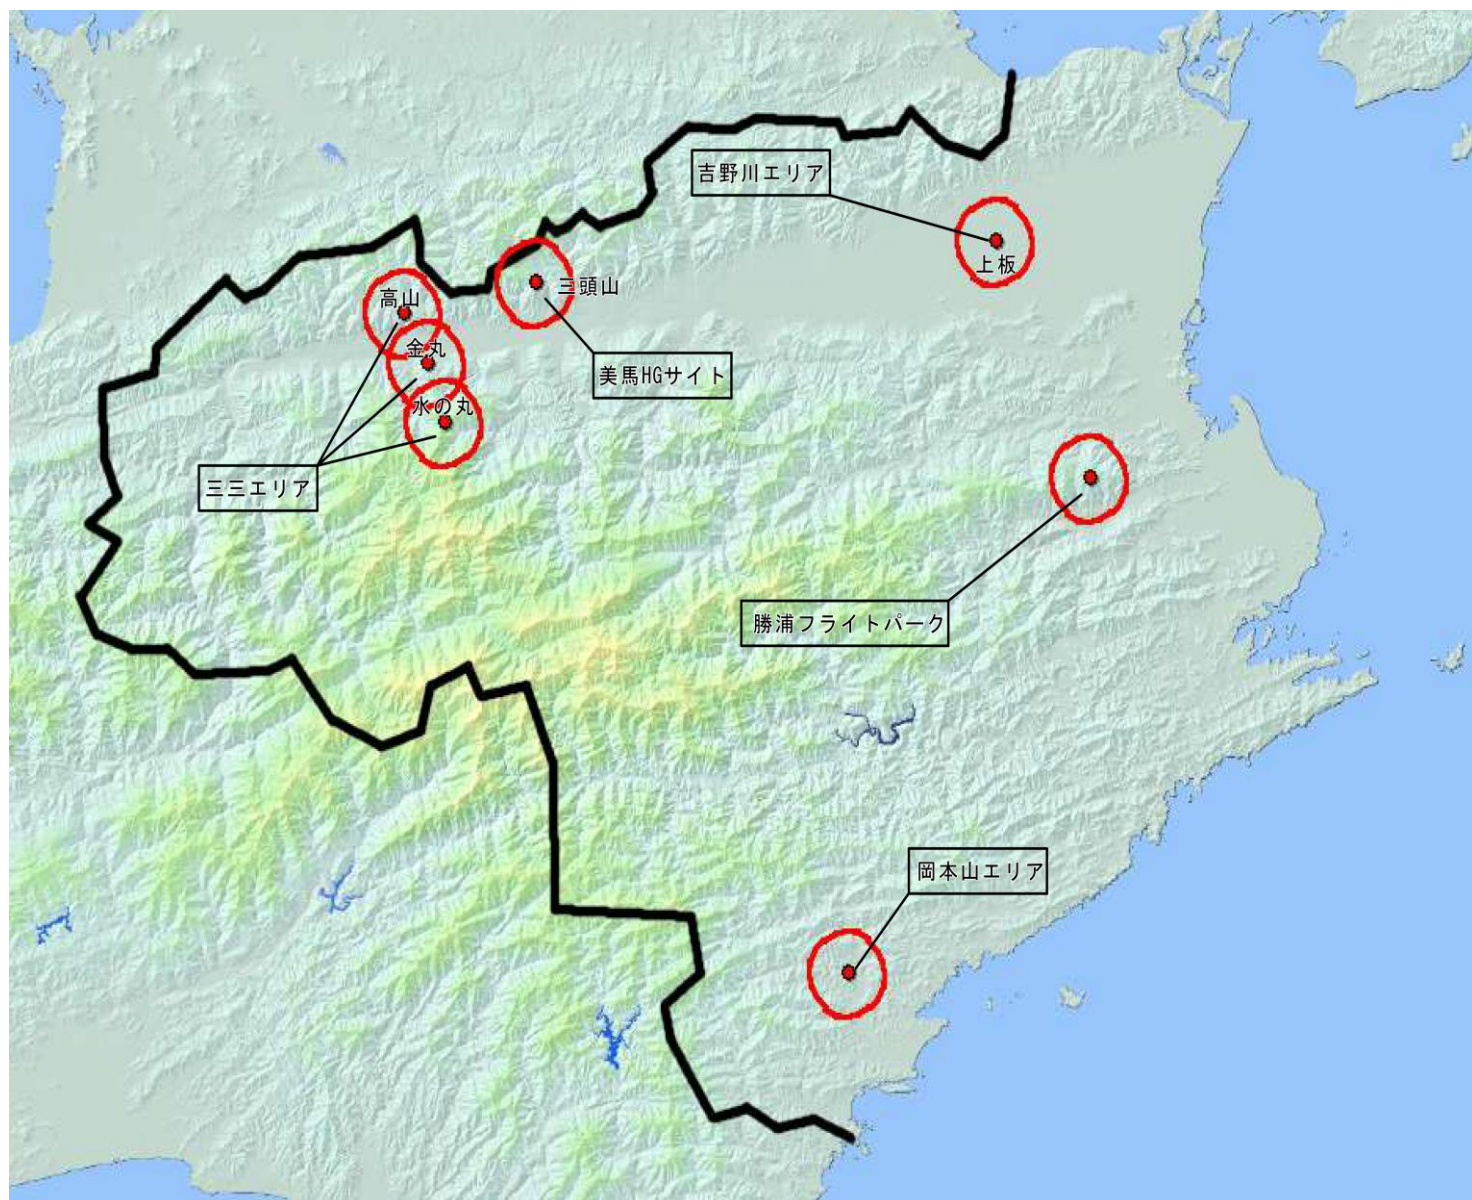 吉野川エリア
上板
高山
三頭山
金丸
美馬HGサイト
水の丸
三三エリア
勝浦フライトパーク
岡本山エリア